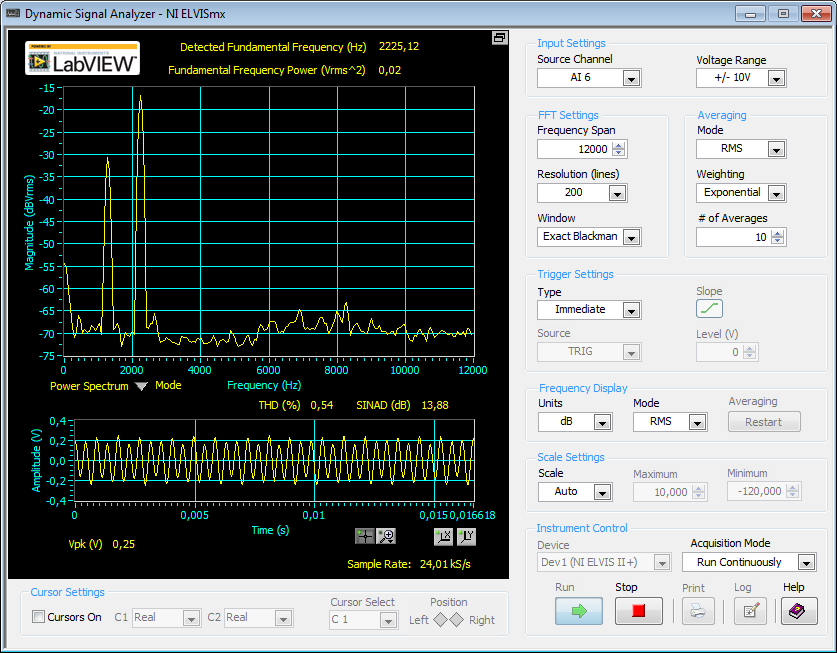 Dynamic Signal Analyzer - NI ELVISmx
POWERED BY
NATIONAL INSTRUMENTS
LabVIEW™
Detected Fundamental Frequency (Hz) 2225,12
Fundamental Frequency Power (Vrms^2) 0,02
Magnitude (dBVrms)
-15
-20
-25
-30
-35
-40
-45
-50
-55
-60
-65
-70
-75
0 2000 4000 6000 8000 10000 12000
Power Spectrum Mode Frequency (Hz)
THD (%) 0,54 SINAD (dB) 13,88
Amplitude (V)
0,4
0,2
0,0
-0,2
-0,4
0 0,005 0,01 0,015 0,016618
Time (s)
Vpk (V) 0,25
Sample Rate: 24,01 kS/s
Cursor Settings
Cursors On C1 Real C2 Real
Cursor Select
C 1
Position
Left Right
Input Settings
Source Channel
AI 6
Voltage Range
+/- 10V
FFT Settings
Frequency Span
12000
Resolution (lines)
200
Window
Exact Blackman
Averaging
Mode
RMS
Weighting
Exponential
# of Averages
10
Trigger Settings
Type
Immediate
Slope
Source
TRIG
Level (V)
0
Frequency Display
Units
dB
Mode
RMS
Averaging
Restart
Scale Settings
Scale
Auto
Maximum
10,000
Minimum
-120,000
Instrument Control
Device
Dev1 (NI ELVIS II+)
Acquisition Mode
Run Continuously
Run Stop Print Log Help